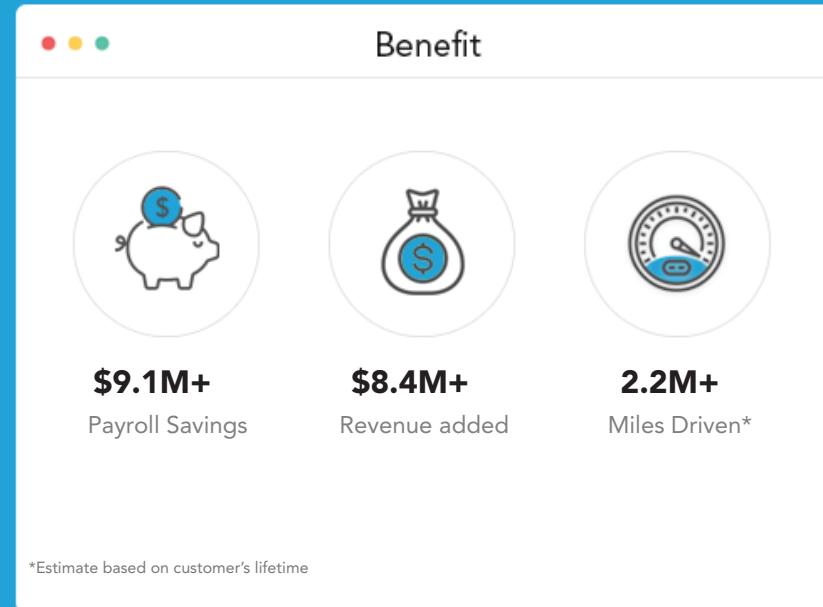 Benefit
$
$
$9.1M+
$8.4M+
2.2M+
Payroll Savings
Revenue added
Miles Driven*
*Estimate based on customer’s lifetime